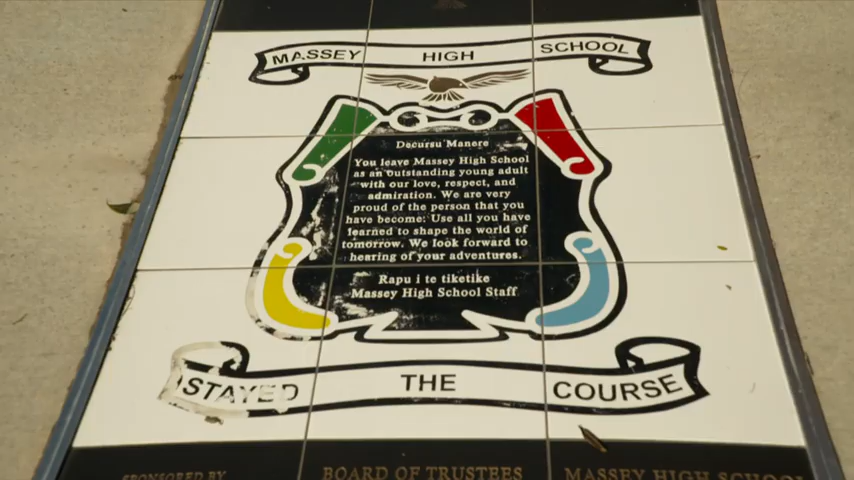 MASSEY HIGH SCHOOL
Decursu Manere
You leave Massey High School
as an outstanding young adult
with our love, respect, and
admiration. We are very
proud of the person that you
have become. Use all you have
learned to shape the world of
tomorrow. We look forward to
hearing of your adventures.
Rapu i te tiketike
Massey High School Staff
STAYED THE COURSE
SPONSORED BY BOARD OF TRUSTEES MASSEY HIGH SCHOOL